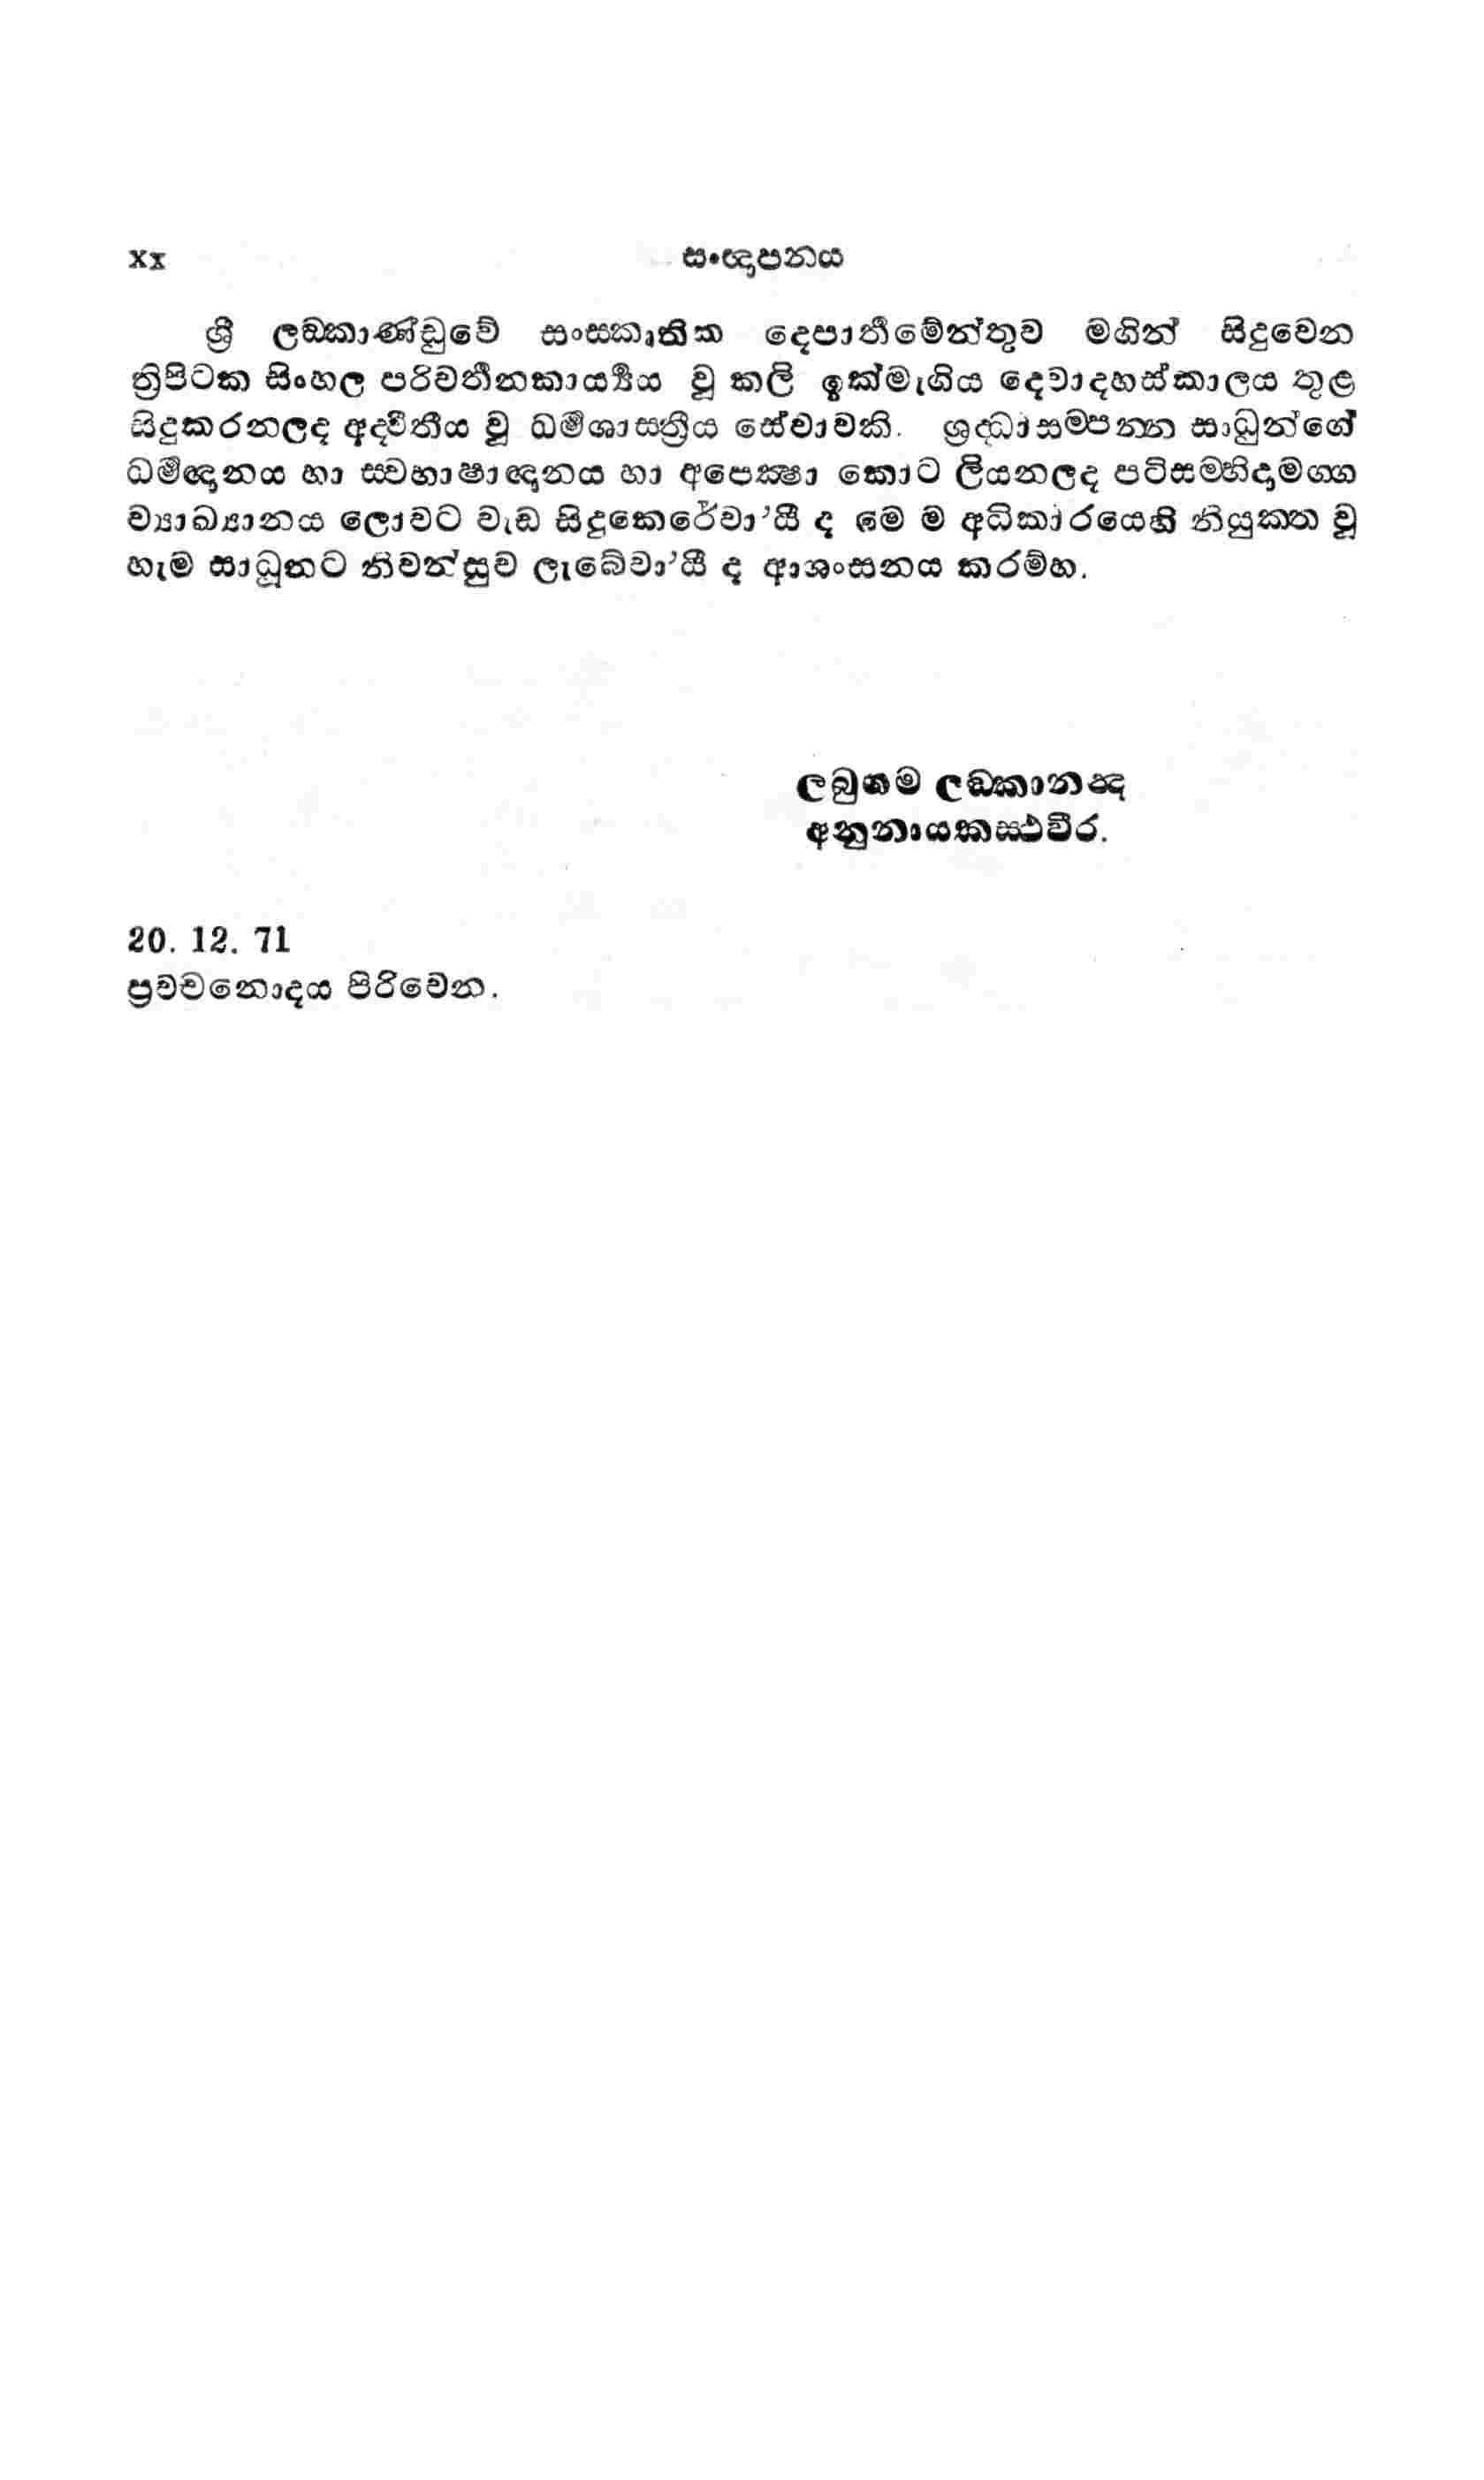 xx
සංඥාපනය
ශ්‍රී ලඞ්කාණ්ඩුවේ සංස්කෘතික දෙපාර්තමේන්තුව මගින් සිදුවෙන
ත්‍රිපිටක සිංහල පරිවර්තනකාර්ය්‍යය වූ කලි ඉක්මැගිය දෙවාදහස්කාලය තුළ
සිදුකරනලද අද්විතීය වූ ධර්මශාස්ත්‍රීය සේවාවකි. ශ්‍රද්ධාසම්පන්න සාධුන්ගේ
ධර්මඥානය හා ස්වභාෂාඥානය හා අපෙක්ෂා කොට ලියනලද පටිසම්භිදාමග්ග
ව්‍යාඛ්‍යානය ලොවට වැඩ සිදුකෙරේවා'යී ද මෙ ම අධිකාරයෙහි නියුක්ත වූ
හැම සාධූනට නිවන්සුව ලැබේවා'යී ද ආශංසනය කරම්හ.
ලබුගම ලඞ්කානන්ද
අනුනායකස්ථවිර.
20. 12. 71
ප්‍රවචනොදය පිරිවෙන.